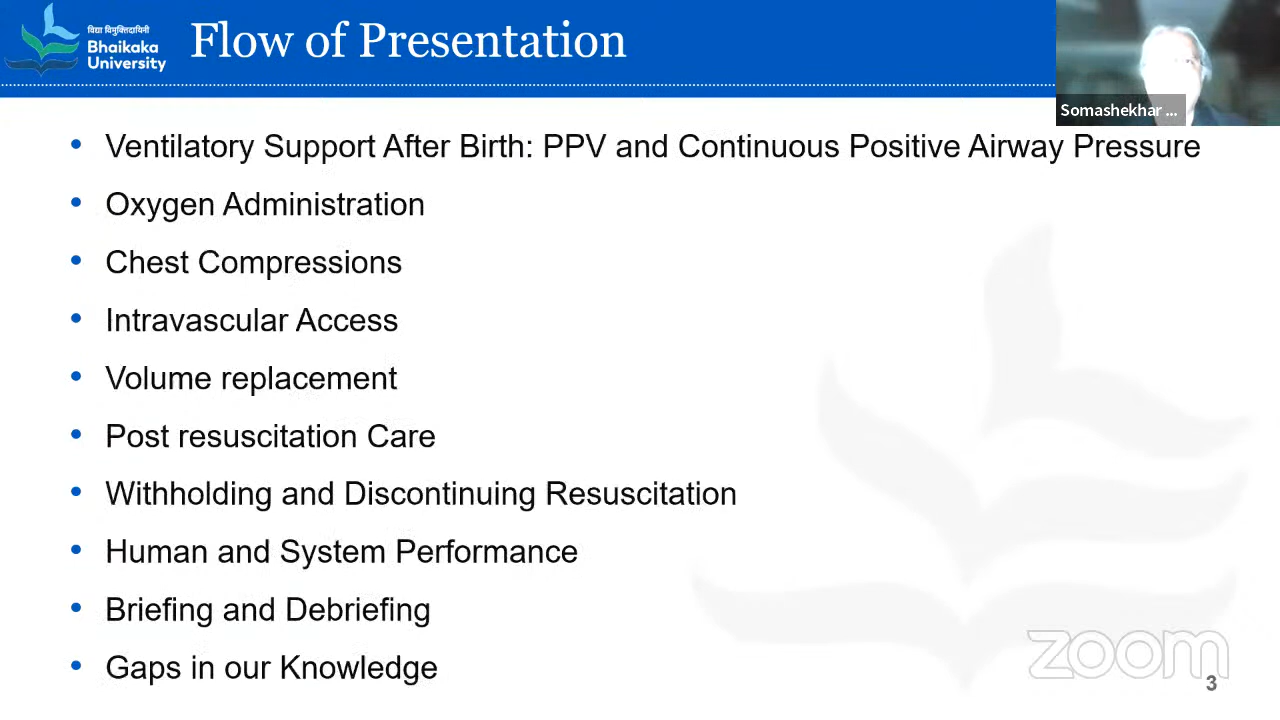 विद्या विमुक्तिदायिनी
Bhaikaka
University
Flow of Presentation
Somashekhar ...
• Ventilatory Support After Birth: PPV and Continuous Positive Airway Pressure
• Oxygen Administration
• Chest Compressions
• Intravascular Access
• Volume replacement
• Post resuscitation Care
• Withholding and Discontinuing Resuscitation
• Human and System Performance
• Briefing and Debriefing
• Gaps in our Knowledge
zoom
3